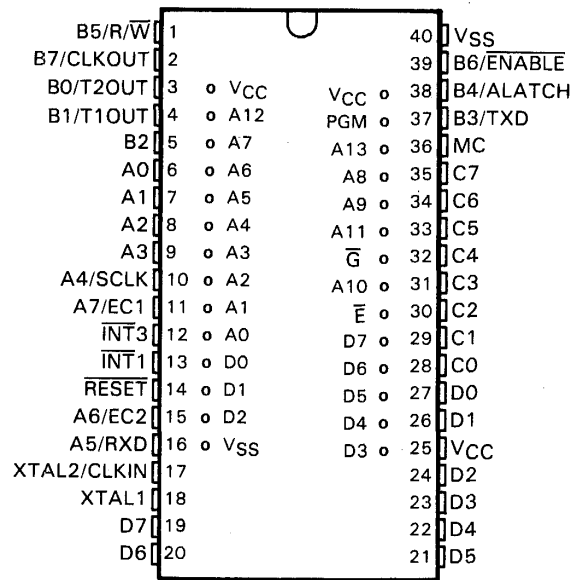 B5/R/W̅ 1 40 VSS
B7/CLKOUT 2 39 B6/E̅N̅A̅B̅L̅E̅
B0/T2OUT 3 o VCC VCC o 38 B4/ALATCH
B1/T1OUT 4 o A12 PGM o 37 B3/TXD
B2 5 o A7 A13 o 36 MC
A0 6 o A6 A8 o 35 C7
A1 7 o A5 A9 o 34 C6
A2 8 o A4 A11 o 33 C5
A3 9 o A3 G̅ o 32 C4
A4/SCLK 10 o A2 A10 o 31 C3
A7/EC1 11 o A1 E̅ o 30 C2
I̅N̅T̅3 12 o A0 D7 o 29 C1
I̅N̅T̅1 13 o D0 D6 o 28 C0
R̅E̅S̅E̅T̅ 14 o D1 D5 o 27 D0
A6/EC2 15 o D2 D4 o 26 D1
A5/RXD 16 o VSS D3 o 25 VCC
XTAL2/CLKIN 17 24 D2
XTAL1 18 23 D3
D7 19 22 D4
D6 20 21 D5